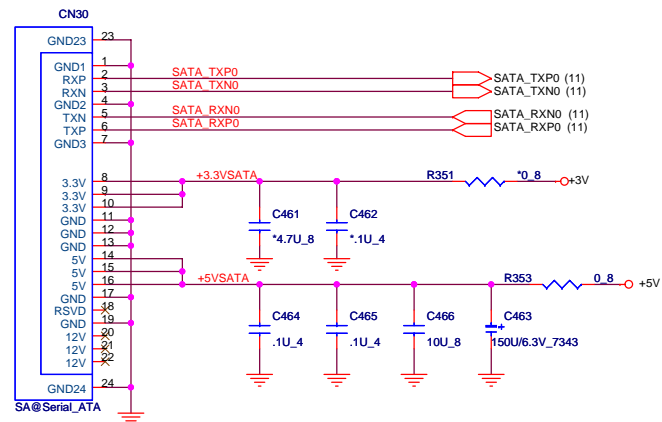 CN30
GND23 23
GND1 1
RXP 2 SATA_TXP0 SATA_TXP0 (11)
RXN 3 SATA_TXN0 SATA_TXN0 (11)
GND2 4
TXN 5 SATA_RXN0 SATA_RXN0 (11)
TXP 6 SATA_RXP0 SATA_RXP0 (11)
GND3 7
3.3V 8 +3.3VSATA R351 *0_8 +3V
3.3V 9
3.3V 10
GND 11
GND 12
GND 13
C461
*4.7U_8
C462
*.1U_4
5V 14
5V 15
5V 16 +5VSATA R353 0_8 +5V
GND 17
RSVD 18
GND 19
12V 20
12V 21
12V 22
GND24 24
C464
.1U_4
C465
.1U_4
C466
10U_8
C463
+
150U/6.3V_7343
SA@Serial_ATA